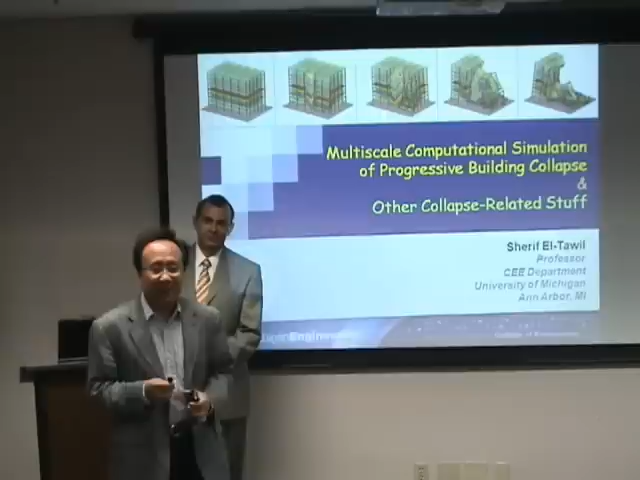 Multiscale Computational Simulation
of Progressive Building Collapse
&
Other Collapse-Related Stuff
Sherif El-Tawil
Professor
CEE Department
University of Michigan
Ann Arbor, MI